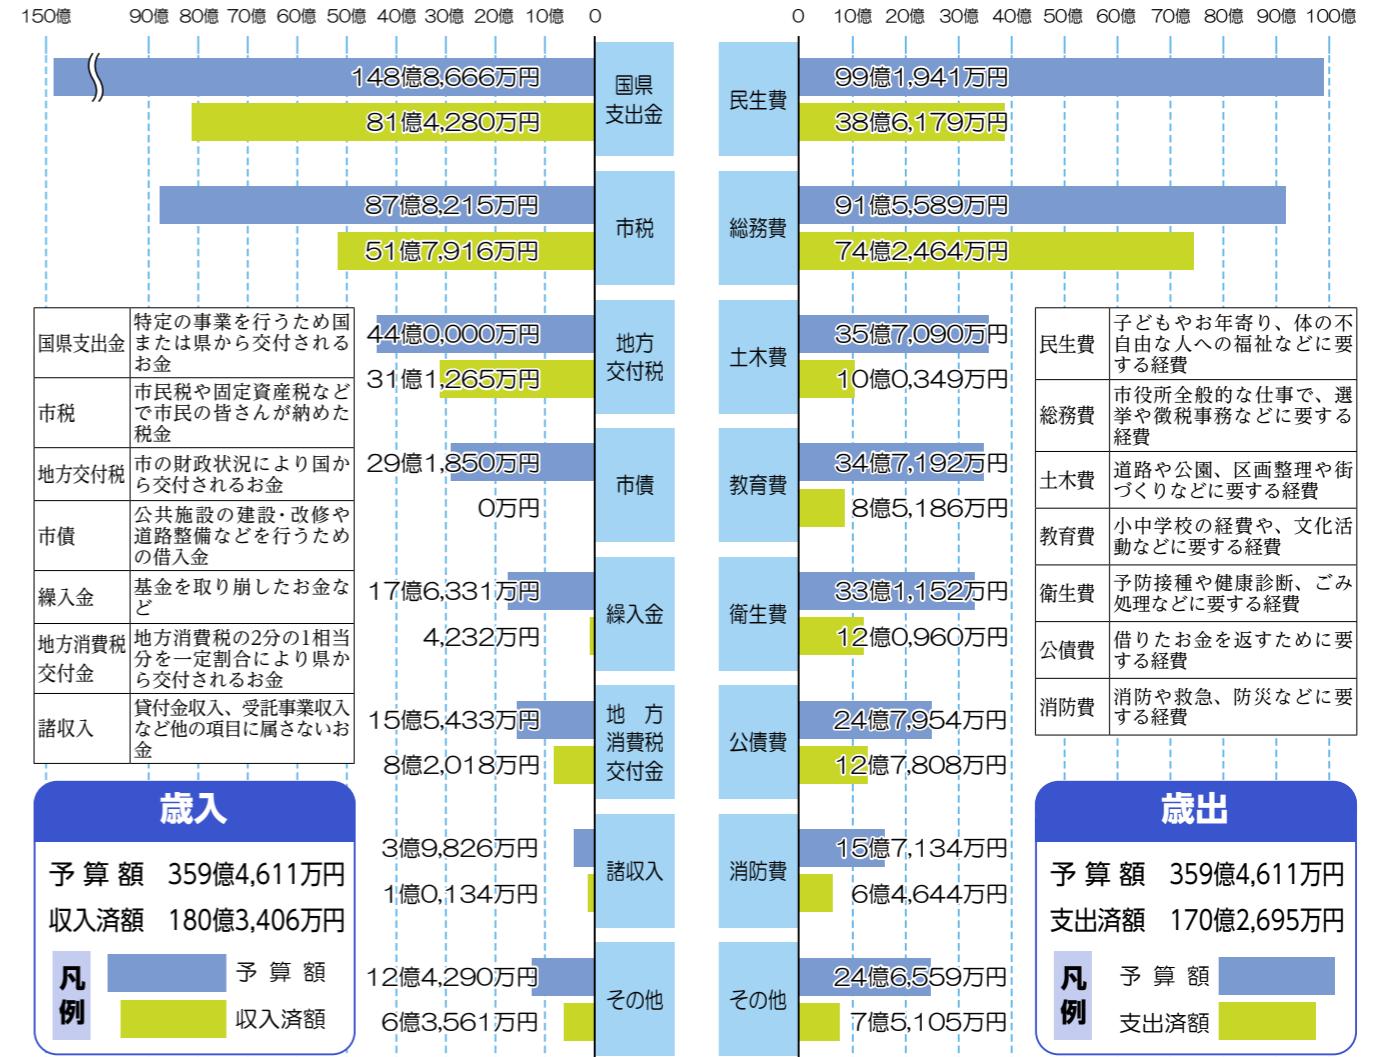 150億 90億 80億 70億 60億 50億 40億 30億 20億 10億 0
148億8,666万円
81億4,280万円
国県
支出金
87億8,215万円
51億7,916万円
市税
44億0,000万円
31億1,265万円
地方
交付税
29億1,850万円
0万円
市債
17億6,331万円
4,232万円
繰入金
15億5,433万円
8億2,018万円
地 方
消費税
交付金
3億9,826万円
1億0,134万円
諸収入
12億4,290万円
6億3,561万円
その他
国県支出金
特定の事業を行うため国
または県から交付される
お金
市税
市民税や固定資産税など
で市民の皆さんが納めた
税金
地方交付税
市の財政状況により国か
ら交付されるお金
市債
公共施設の建設・改修や
道路整備などを行うため
の借入金
繰入金
基金を取り崩したお金な
ど
地方消費税
交付金
地方消費税の2分の1相当
分を一定割合により県か
ら交付されるお金
諸収入
貸付金収入、受託事業収入
など他の項目に属さないお
金
歳入
予算額 359億4,611万円
収入済額 180億3,406万円
凡例
予算額
収入済額
0 10億 20億 30億 40億 50億 60億 70億 80億 90億 100億
民生費
99億1,941万円
38億6,179万円
総務費
91億5,589万円
74億2,464万円
土木費
35億7,090万円
10億0,349万円
教育費
34億7,192万円
8億5,186万円
衛生費
33億1,152万円
12億0,960万円
公債費
24億7,954万円
12億7,808万円
消防費
15億7,134万円
6億4,644万円
その他
24億6,559万円
7億5,105万円
民生費
子どもやお年寄り、体の不
自由な人への福祉などに要
する経費
総務費
市役所全般的な仕事で、選
挙や徴税事務などに要する
経費
土木費
道路や公園、区画整理や街
づくりなどに要する経費
教育費
小中学校の経費や、文化活
動などに要する経費
衛生費
予防接種や健康診断、ごみ
処理などに要する経費
公債費
借りたお金を返すために要
する経費
消防費
消防や救急、防災などに要
する経費
歳出
予算額 359億4,611万円
支出済額 170億2,695万円
凡例
予算額
支出済額